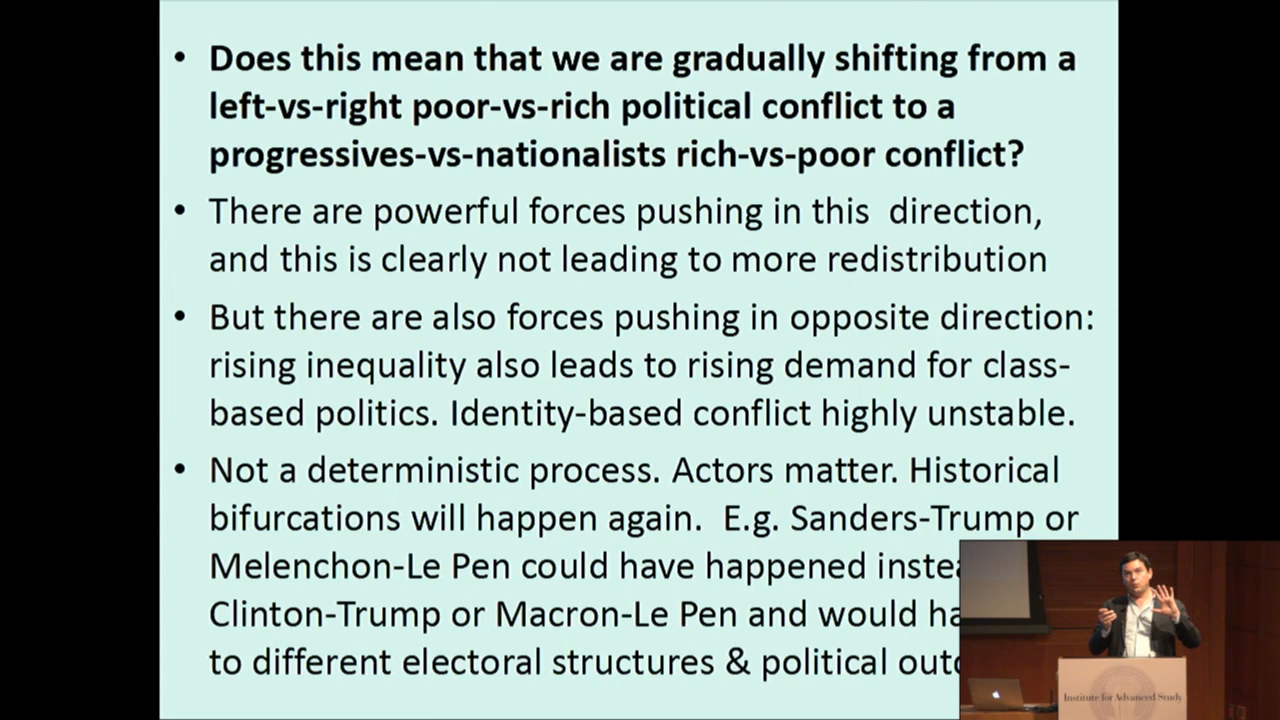 • Does this mean that we are gradually shifting from a
left-vs-right poor-vs-rich political conflict to a
progressives-vs-nationalists rich-vs-poor conflict?
• There are powerful forces pushing in this direction,
and this is clearly not leading to more redistribution
• But there are also forces pushing in opposite direction:
rising inequality also leads to rising demand for class-
based politics. Identity-based conflict highly unstable.
• Not a deterministic process. Actors matter. Historical
bifurcations will happen again. E.g. Sanders-Trump or
Melenchon-Le Pen could have happened
Clinton-Trump or Macron-Le Pen and would
to different electoral structures & political
Institute for Advanced Study